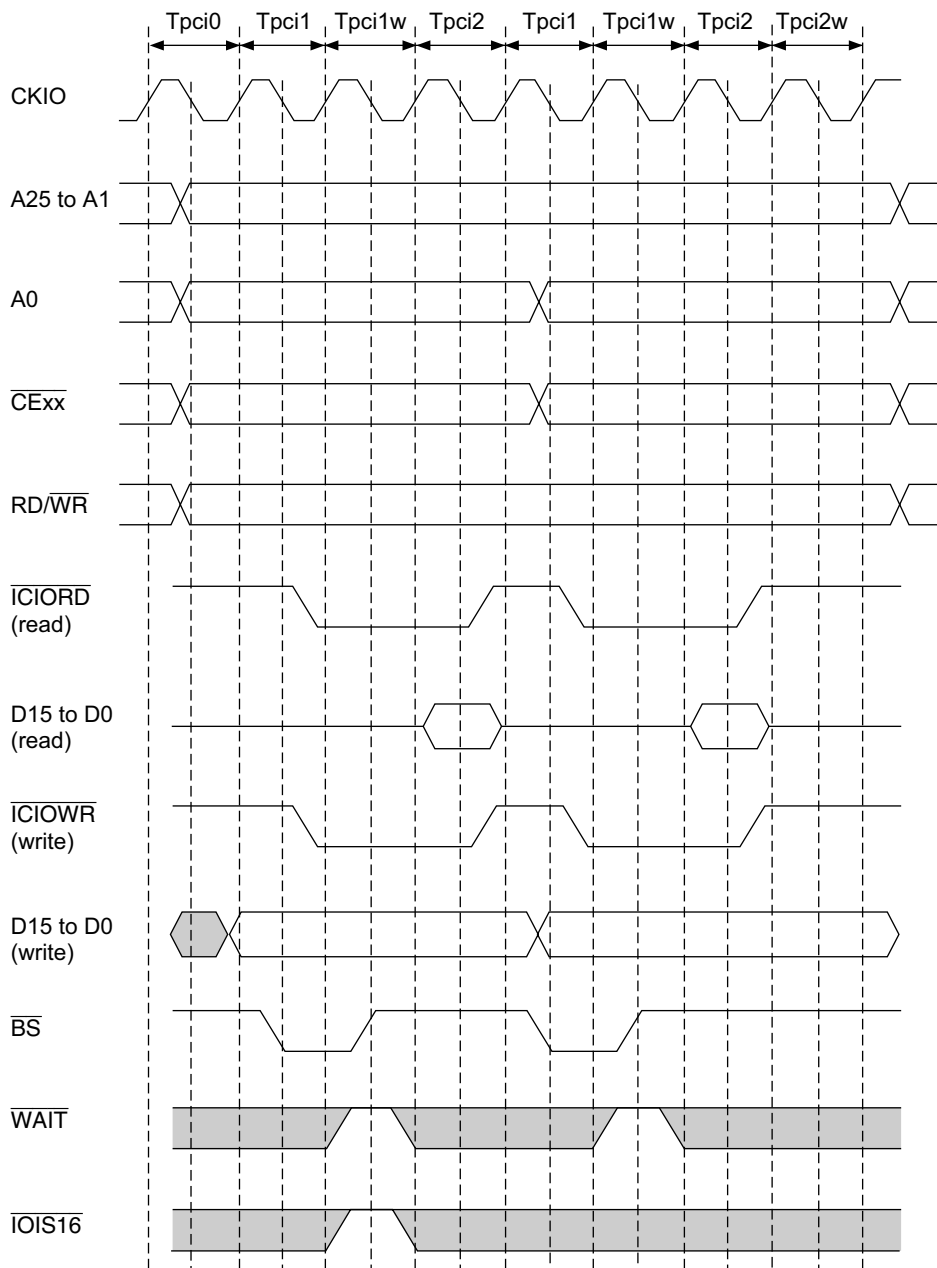 Tpci0 Tpci1 Tpci1w Tpci2 Tpci1 Tpci1w Tpci2 Tpci2w
CKIO
A25 to A1
A0
CExx
RD/WR
ICIORD
(read)
D15 to D0
(read)
ICIOWR
(write)
D15 to D0
(write)
BS
WAIT
IOIS16